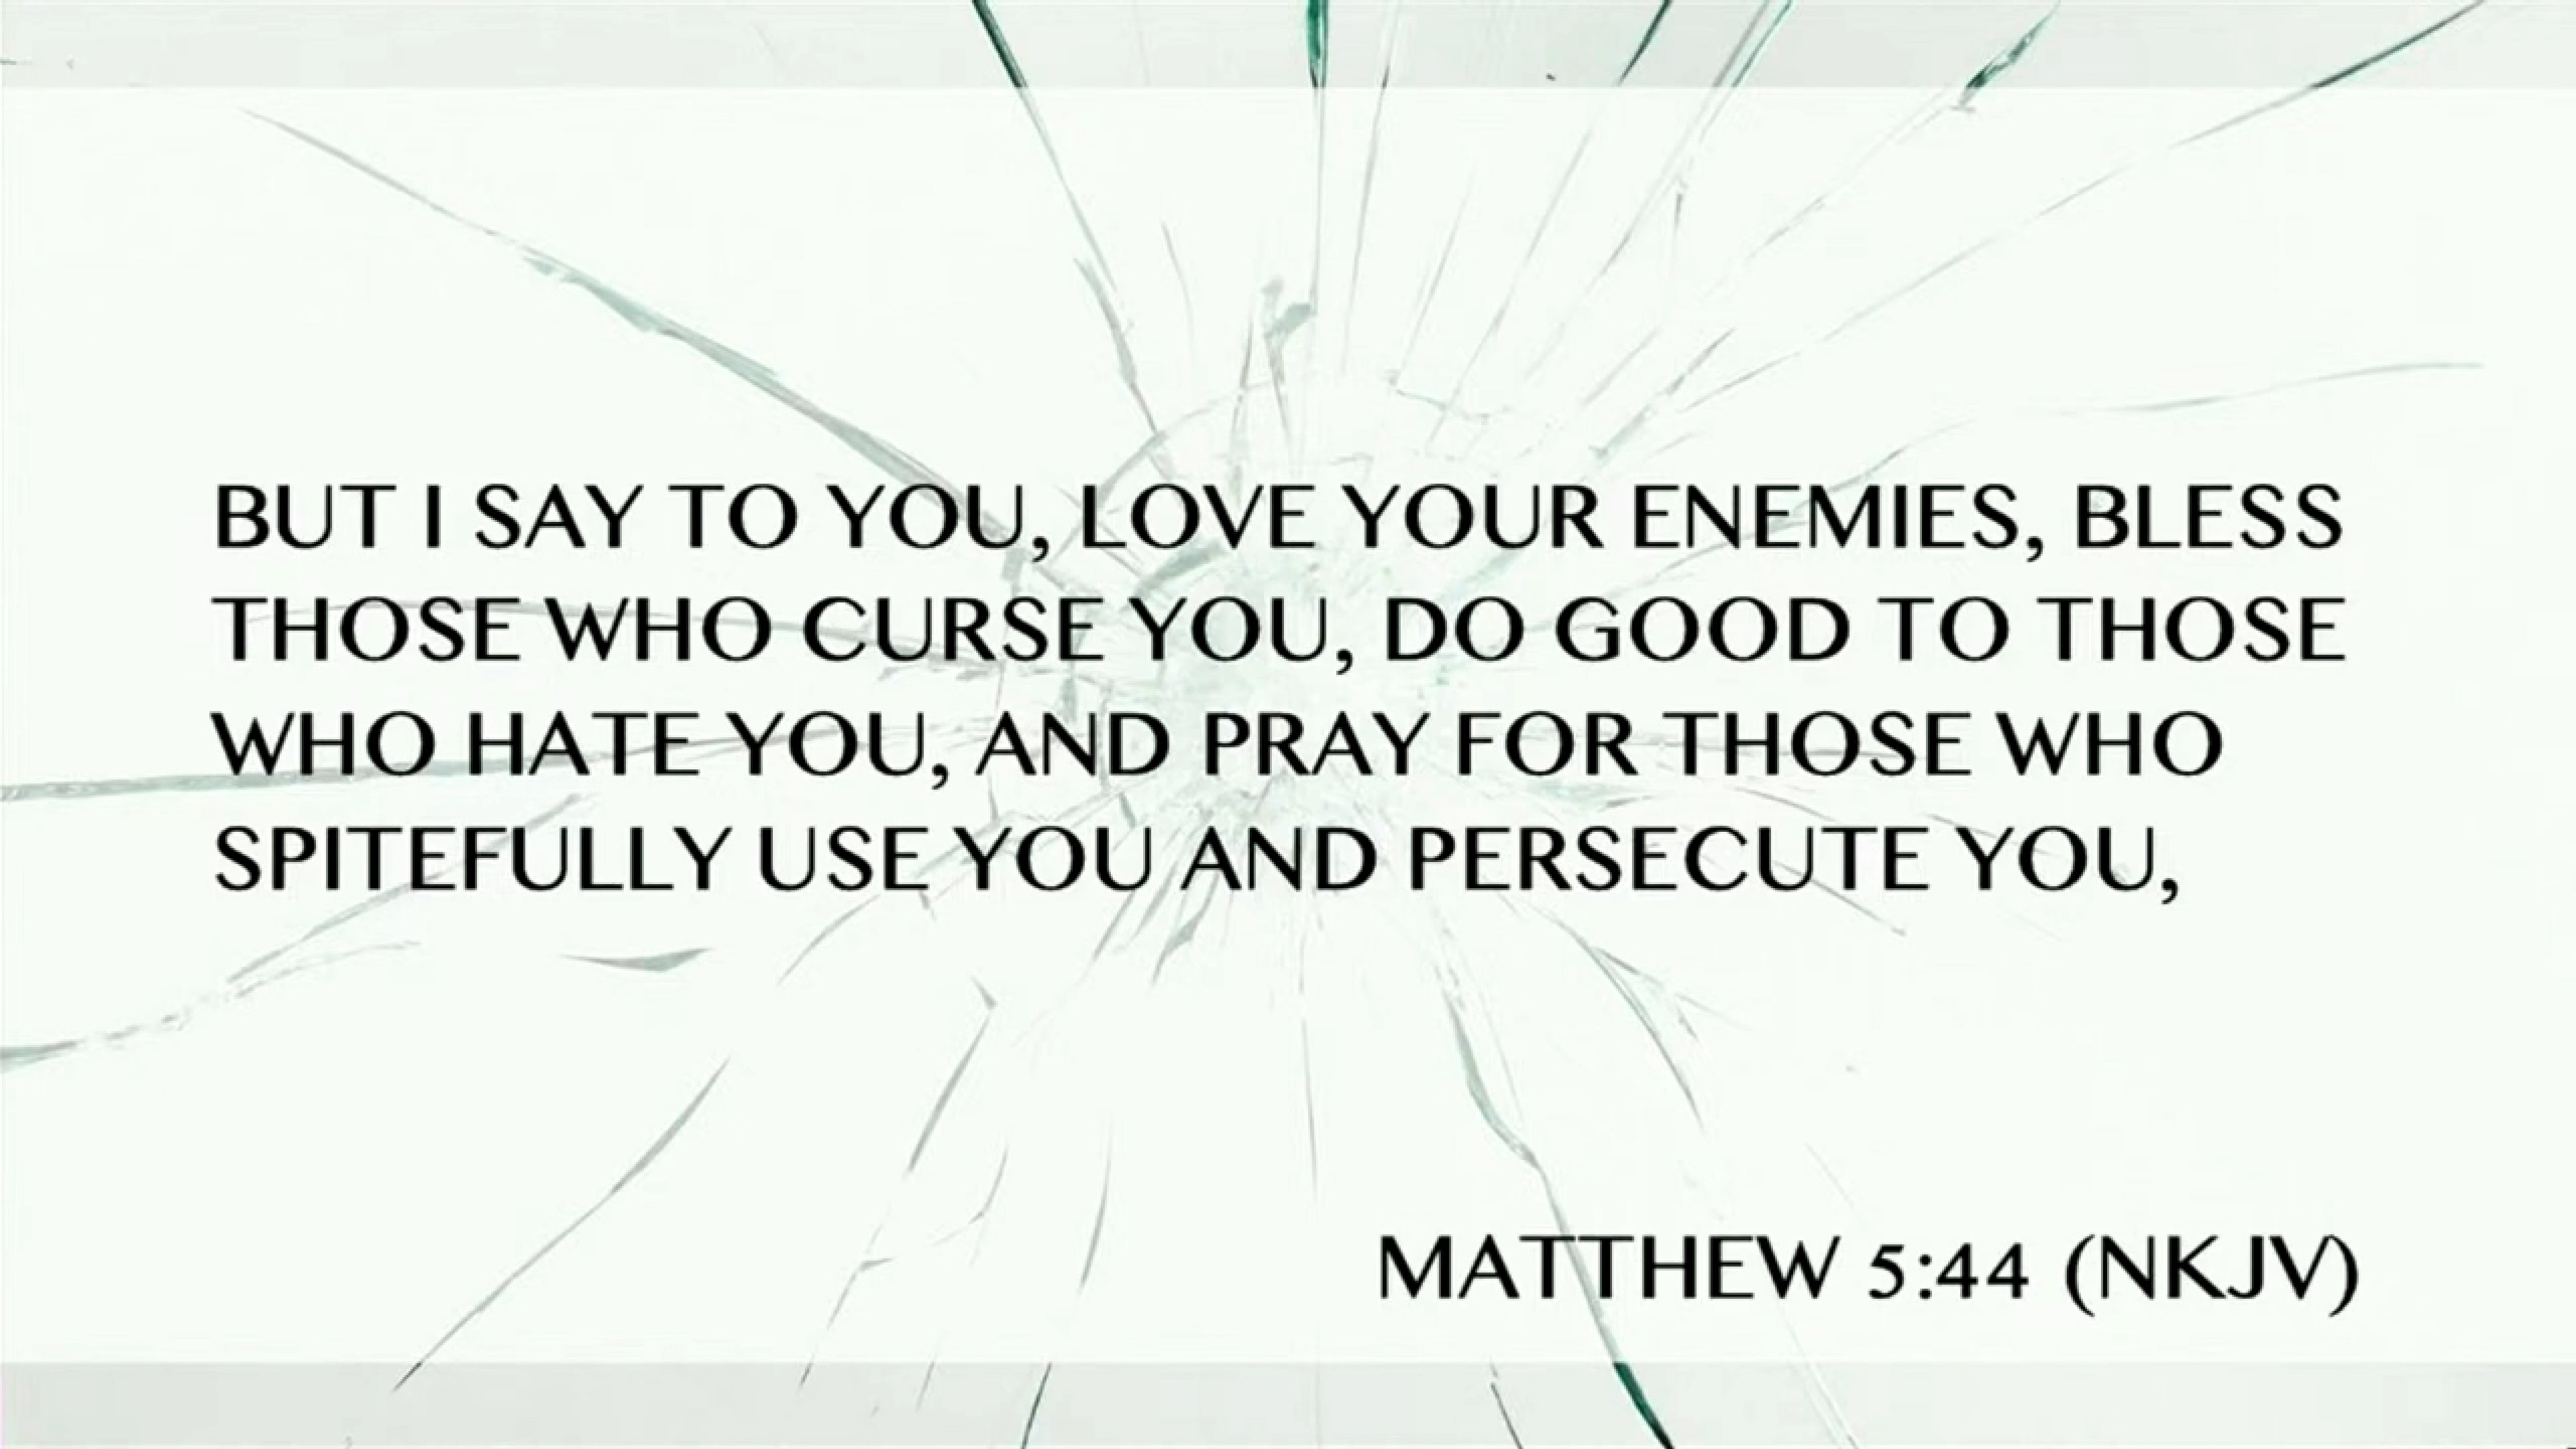 BUT I SAY TO YOU, LOVE YOUR ENEMIES, BLESS
THOSE WHO CURSE YOU, DO GOOD TO THOSE
WHO HATE YOU, AND PRAY FOR THOSE WHO
SPITEFULLY USE YOU AND PERSECUTE YOU,
MATTHEW 5:44 (NKJV)